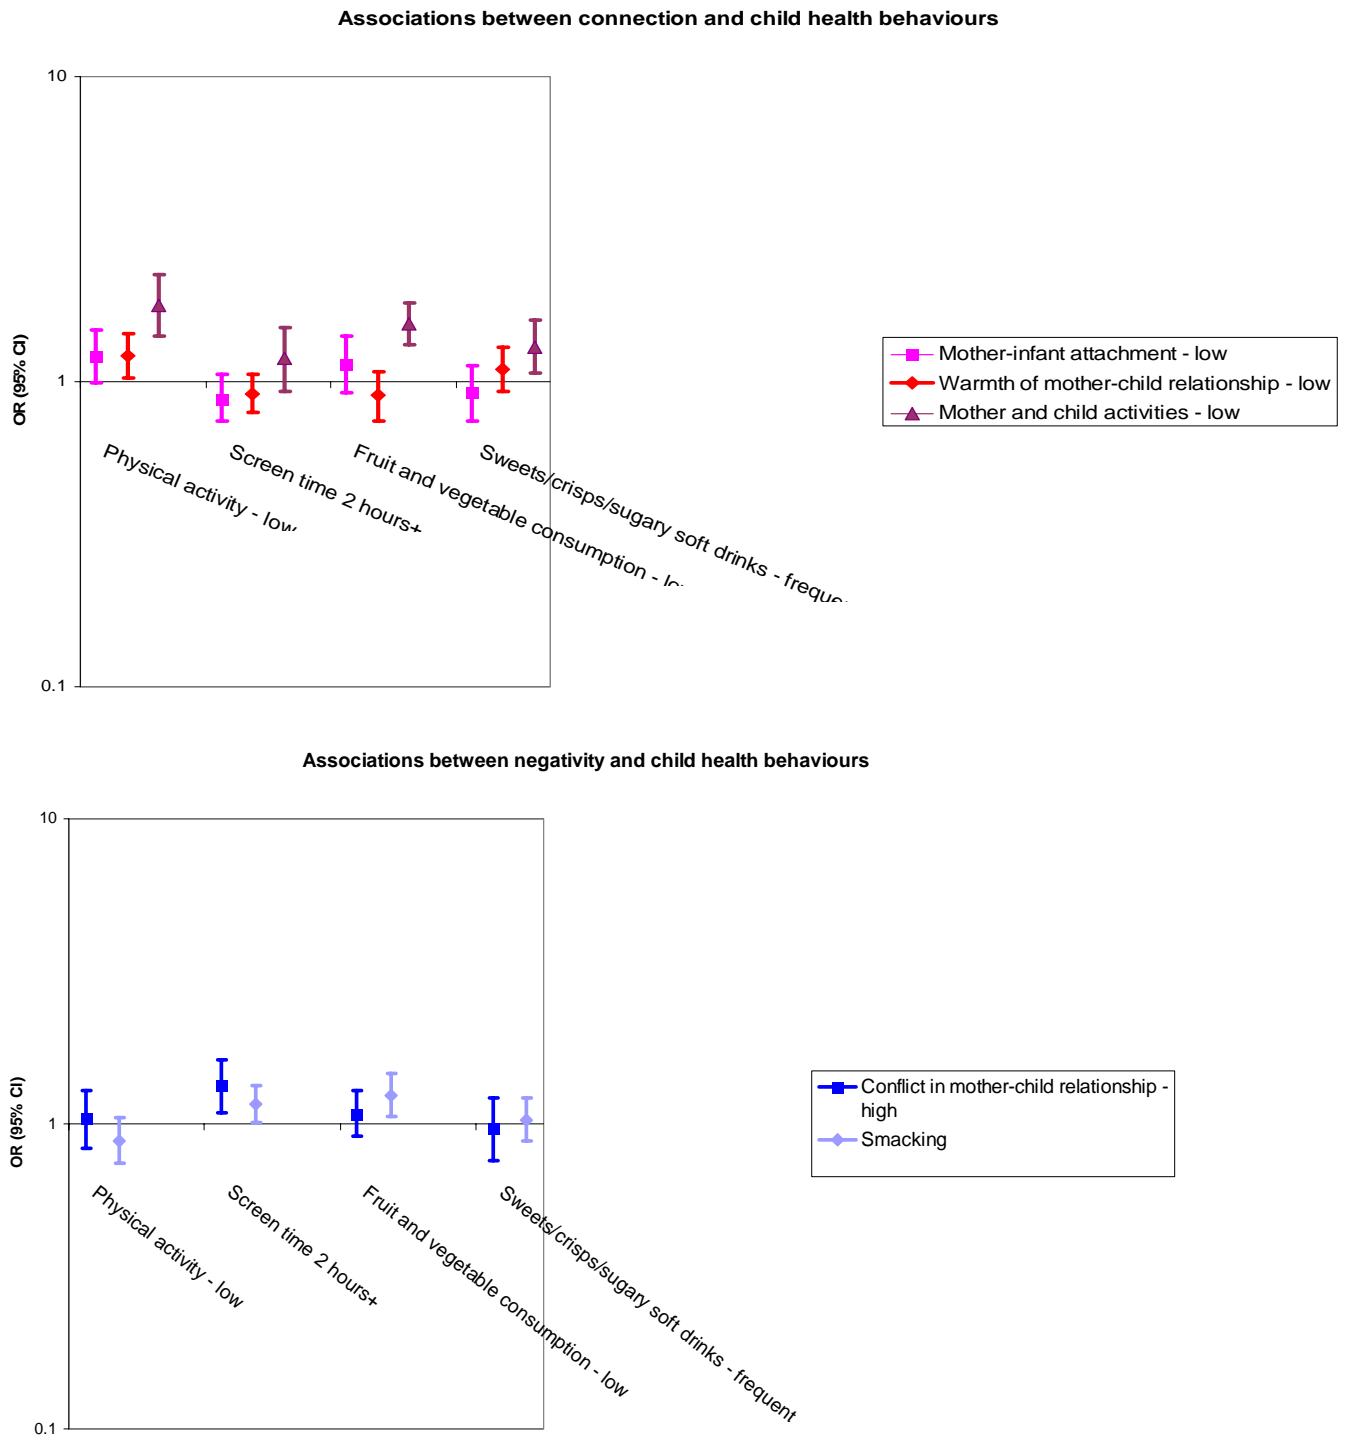 Associations between connection and child health behaviours
10
1
0.1
OR (95% CI)
Physical activity - low
Screen time 2 hours+
Fruit and vegetable consumption - low
Sweets/crisps/sugary soft drinks - frequent
Mother-infant attachment - low
Warmth of mother-child relationship - low
Mother and child activities - low
Associations between negativity and child health behaviours
10
1
0.1
OR (95% CI)
Physical activity - low
Screen time 2 hours+
Fruit and vegetable consumption - low
Sweets/crisps/sugary soft drinks - frequent
Conflict in mother-child relationship -
high
Smacking